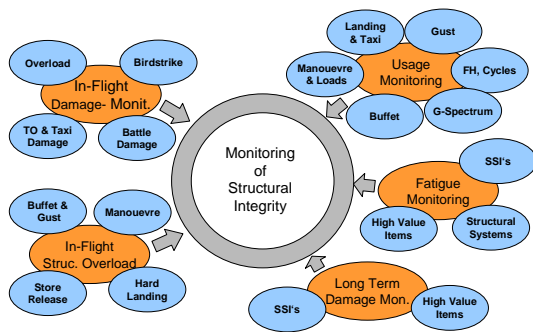 Overload
Birdstrike
In-Flight
Damage- Monit.
TO & Taxi
Damage
Battle
Damage
Landing
& Taxi
Gust
Manouevre
& Loads
Usage
Monitoring
FH, Cycles
Buffet
G-Spectrum
Monitoring
of
Structural
Integrity
SSI's
Fatigue
Monitoring
High Value
Items
Structural
Systems
Buffet &
Gust
Manouevre
In-Flight
Struc. Overload
Store
Release
Hard
Landing
Long Term
Damage Mon.
SSI's
High Value
Items